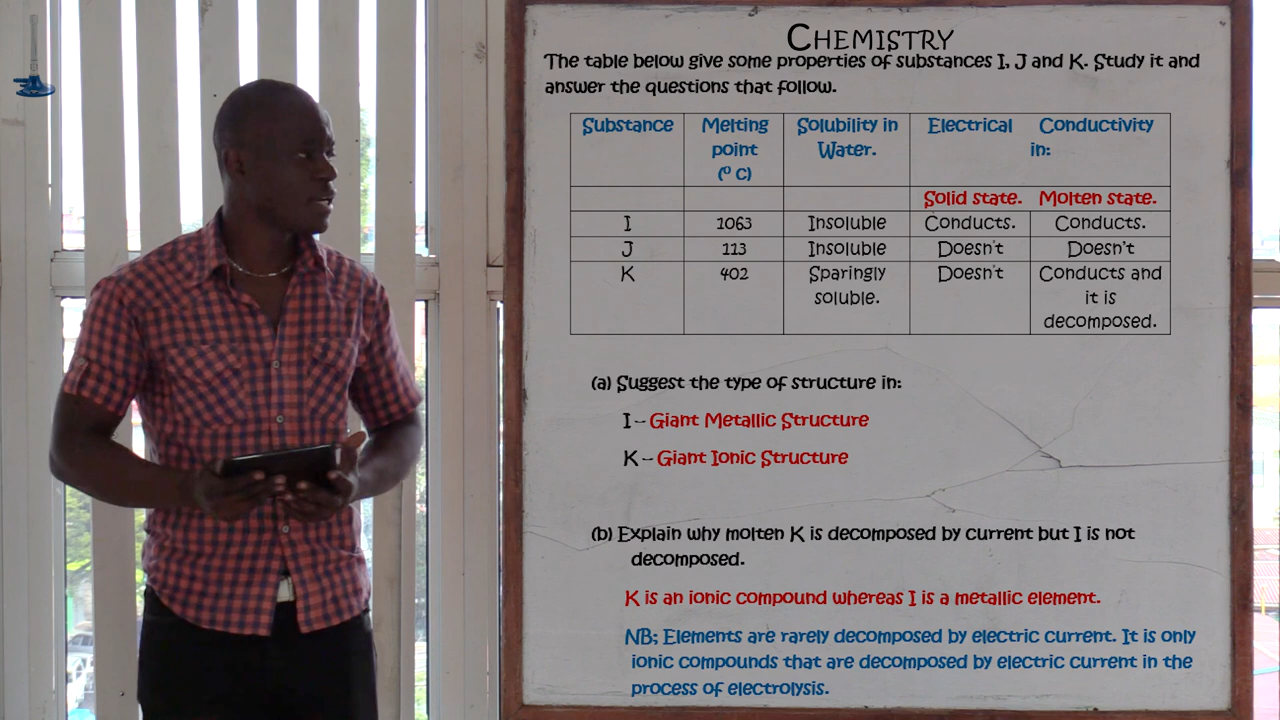 CHEMISTRY
The table below give some properties of substances I, J and K. Study it and
answer the questions that follow.
Substance Melting Solubility in Electrical Conductivity
point Water. in:
(⁰ C)
Solid state. Molten state.
I 1063 Insoluble Conducts. Conducts.
J 113 Insoluble Doesn't Doesn't
K 402 Sparingly Doesn't Conducts and
soluble. it is
decomposed.
(a) Suggest the type of structure in:
I – Giant Metallic Structure
K – Giant Ionic Structure
(b) Explain why molten K is decomposed by current but I is not
decomposed.
K is an ionic compound whereas I is a metallic element.
NB; Elements are rarely decomposed by electric current. It is only
ionic compounds that are decomposed by electric current in the
process of electrolysis.